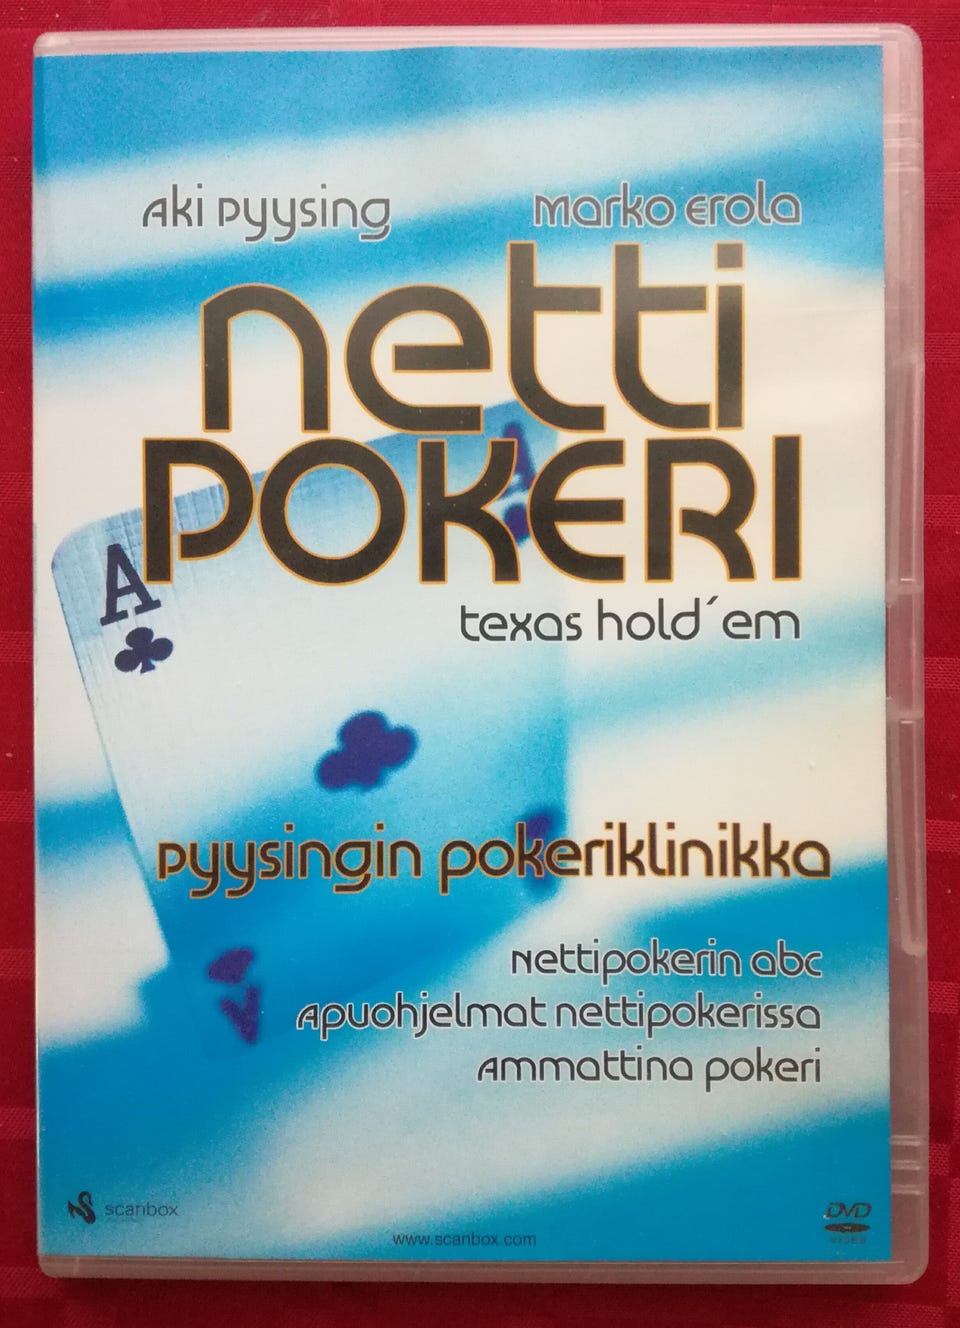 Aki Pyysing
Marko Erola
netti
POKERI
texas hold´em
A
Pyysingin pokeriklinikka
Nettipokerin abc
Apuohjelmat nettipokerissa
Ammattina pokeri
scanbox
www.scanbox.com
DVD
VIDEO